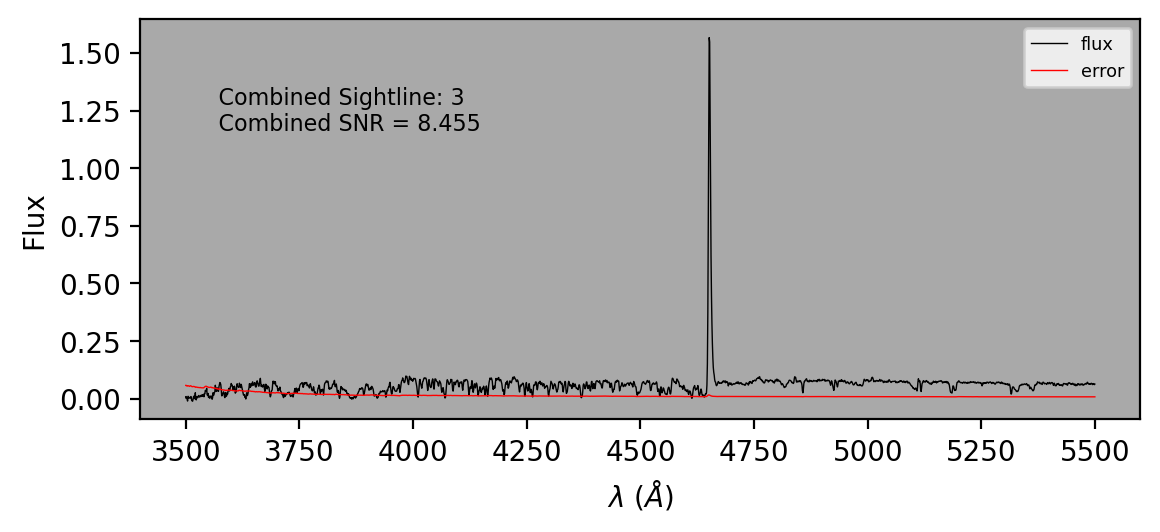 1.50
1.25
1.00
0.75
0.50
0.25
0.00
Flux
Combined Sightline: 3
Combined SNR = 8.455
flux
error
3500 3750 4000 4250 4500 4750 5000 5250 5500
λ (Å)